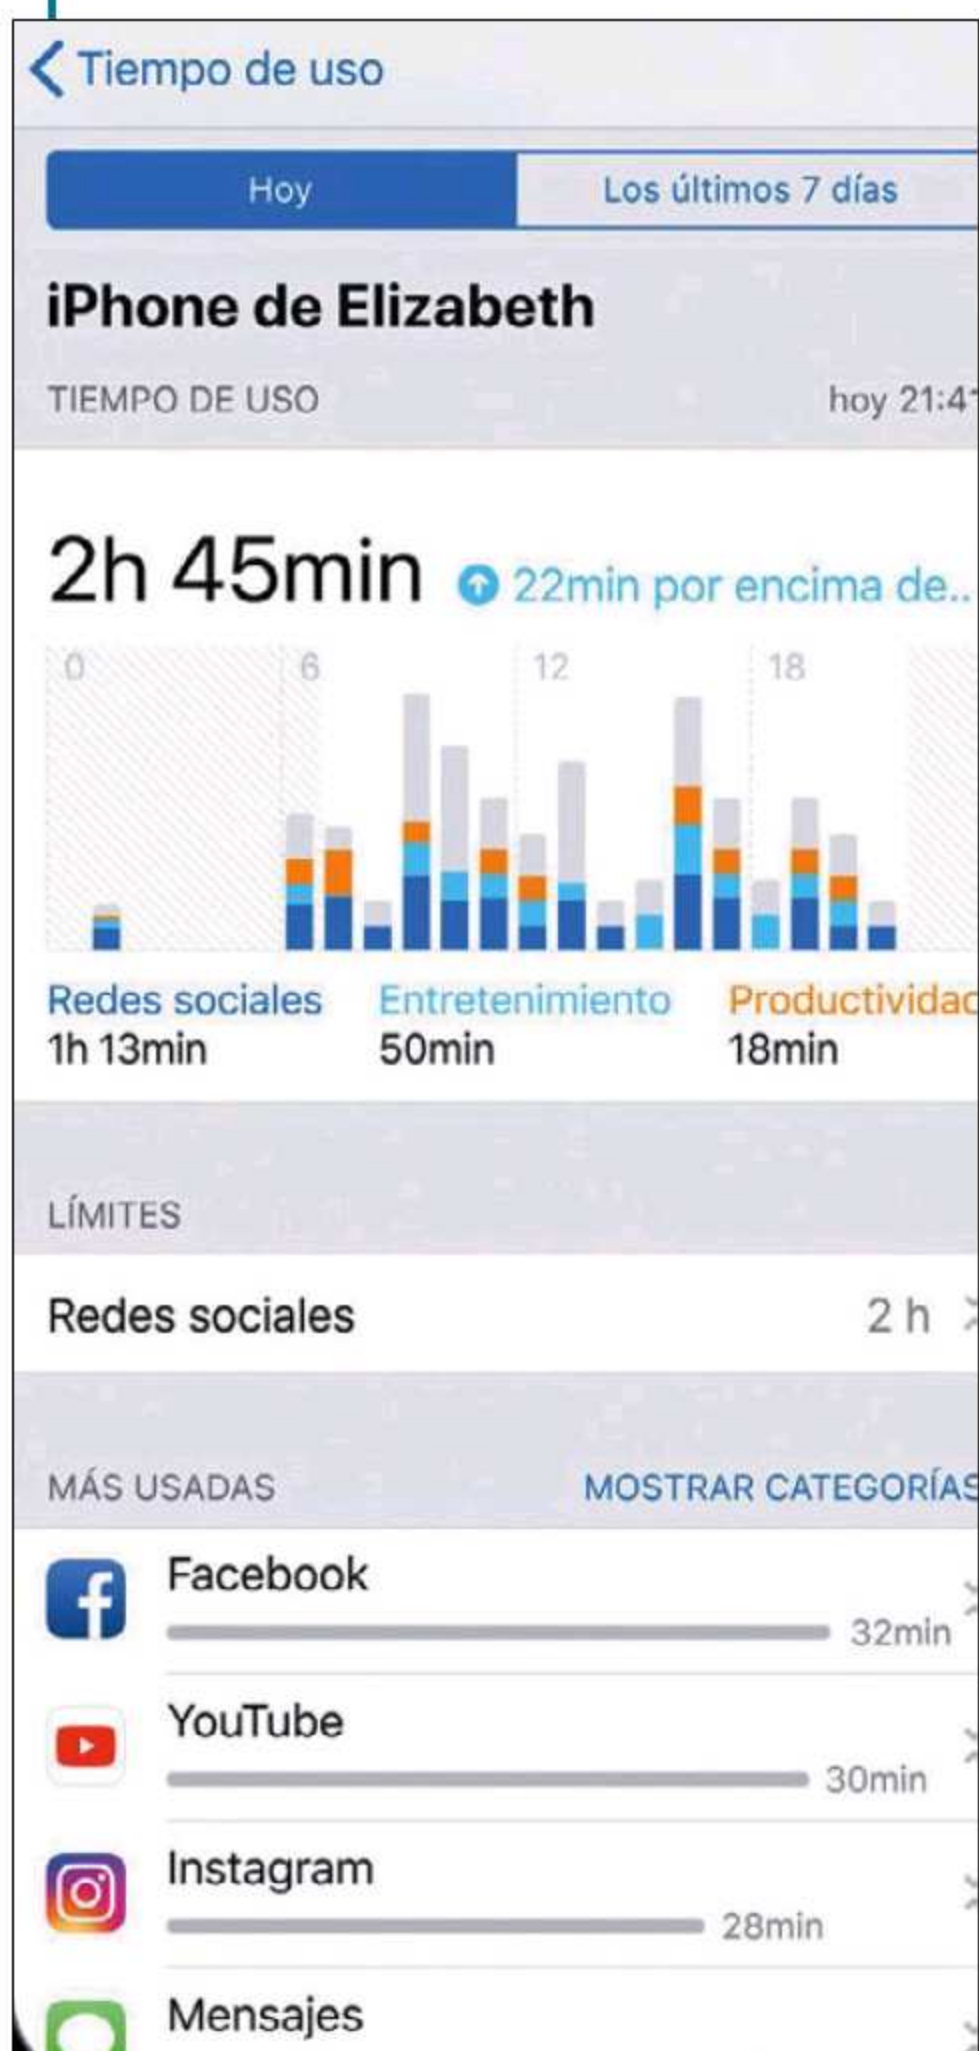 Tiempo de uso
Hoy Los últimos 7 días
iPhone de Elizabeth
TIEMPO DE USO hoy 21:4
2h 45min 22min por encima de..
0 6 12 18
Redes sociales Entretenimiento Productividad
1h 13min 50min 18min
LÍMITES
Redes sociales 2 h
MÁS USADAS MOSTRAR CATEGORÍAS
Facebook
32min
YouTube
30min
Instagram
28min
Mensajes